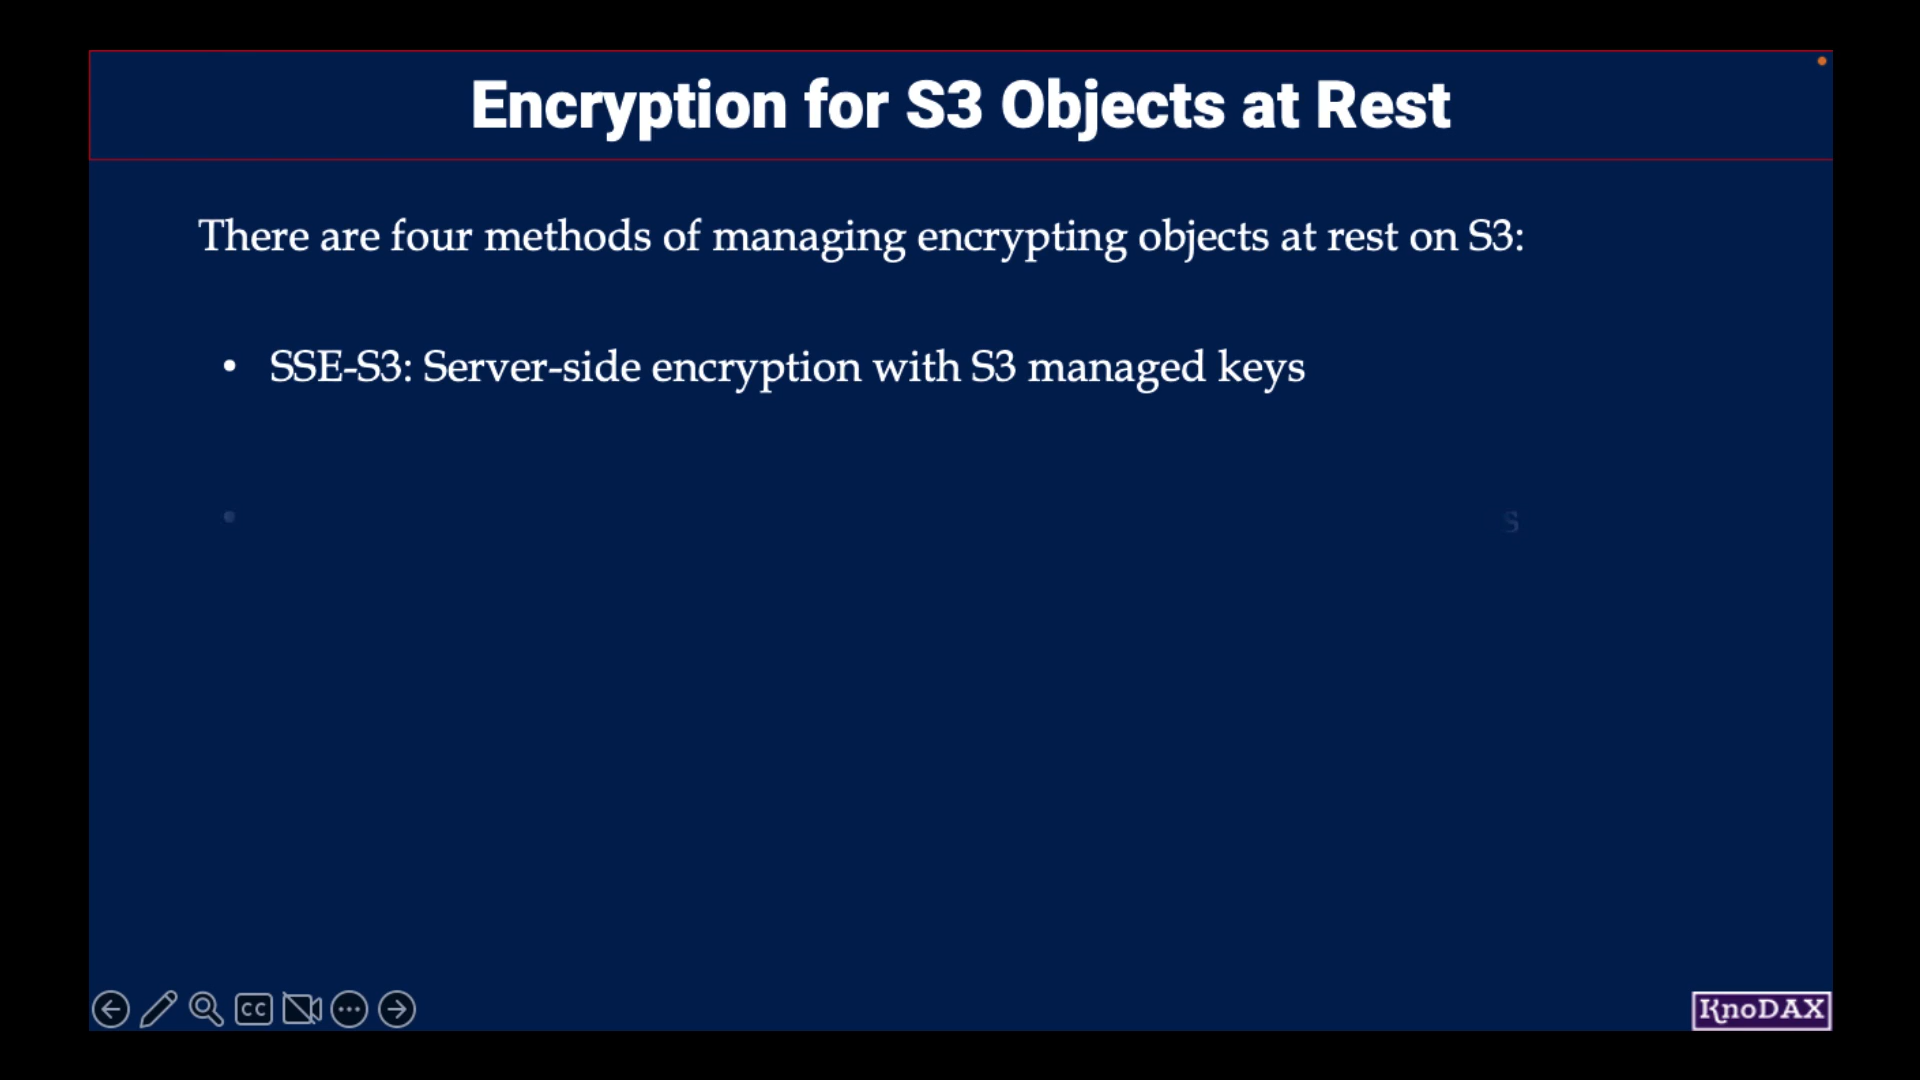 Encryption for S3 Objects at Rest
There are four methods of managing encrypting objects at rest on S3:
• SSE-S3: Server-side encryption with S3 managed keys
• s
CC
KnoDAX